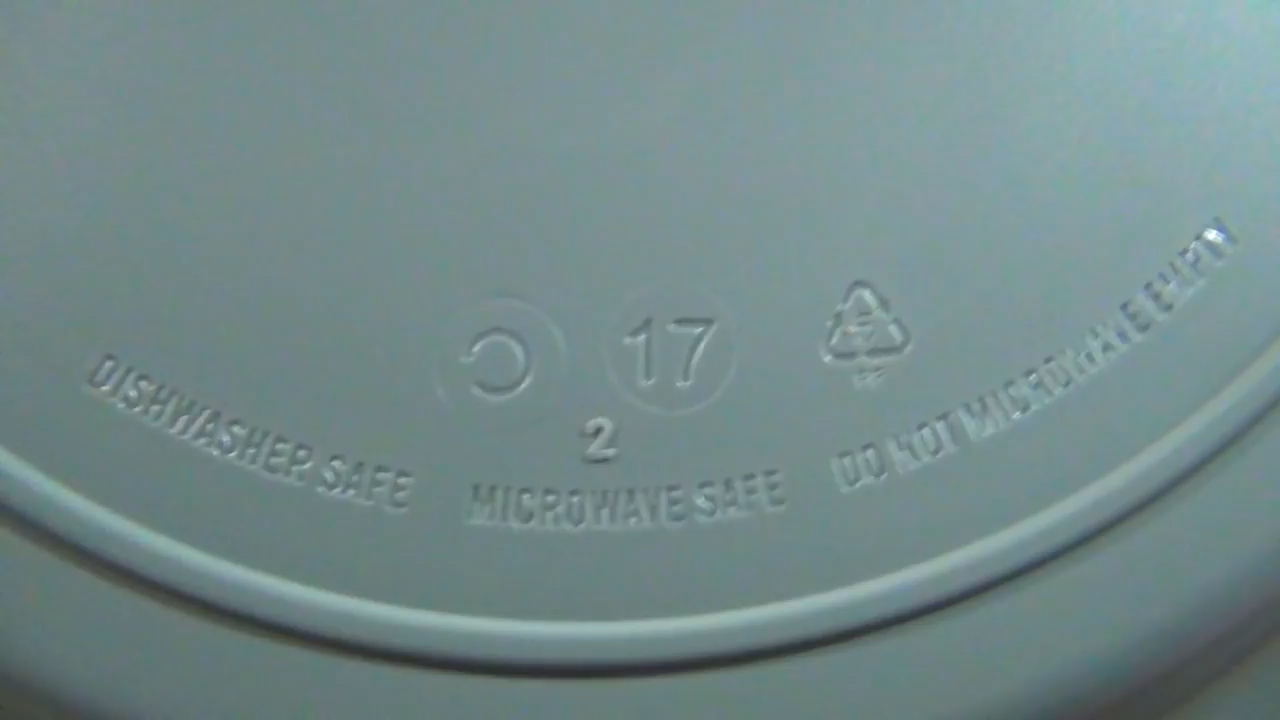 17
2
DISHWASHER SAFE
MICROWAVE SAFE
DO NOT MICROWAVE EMPTY